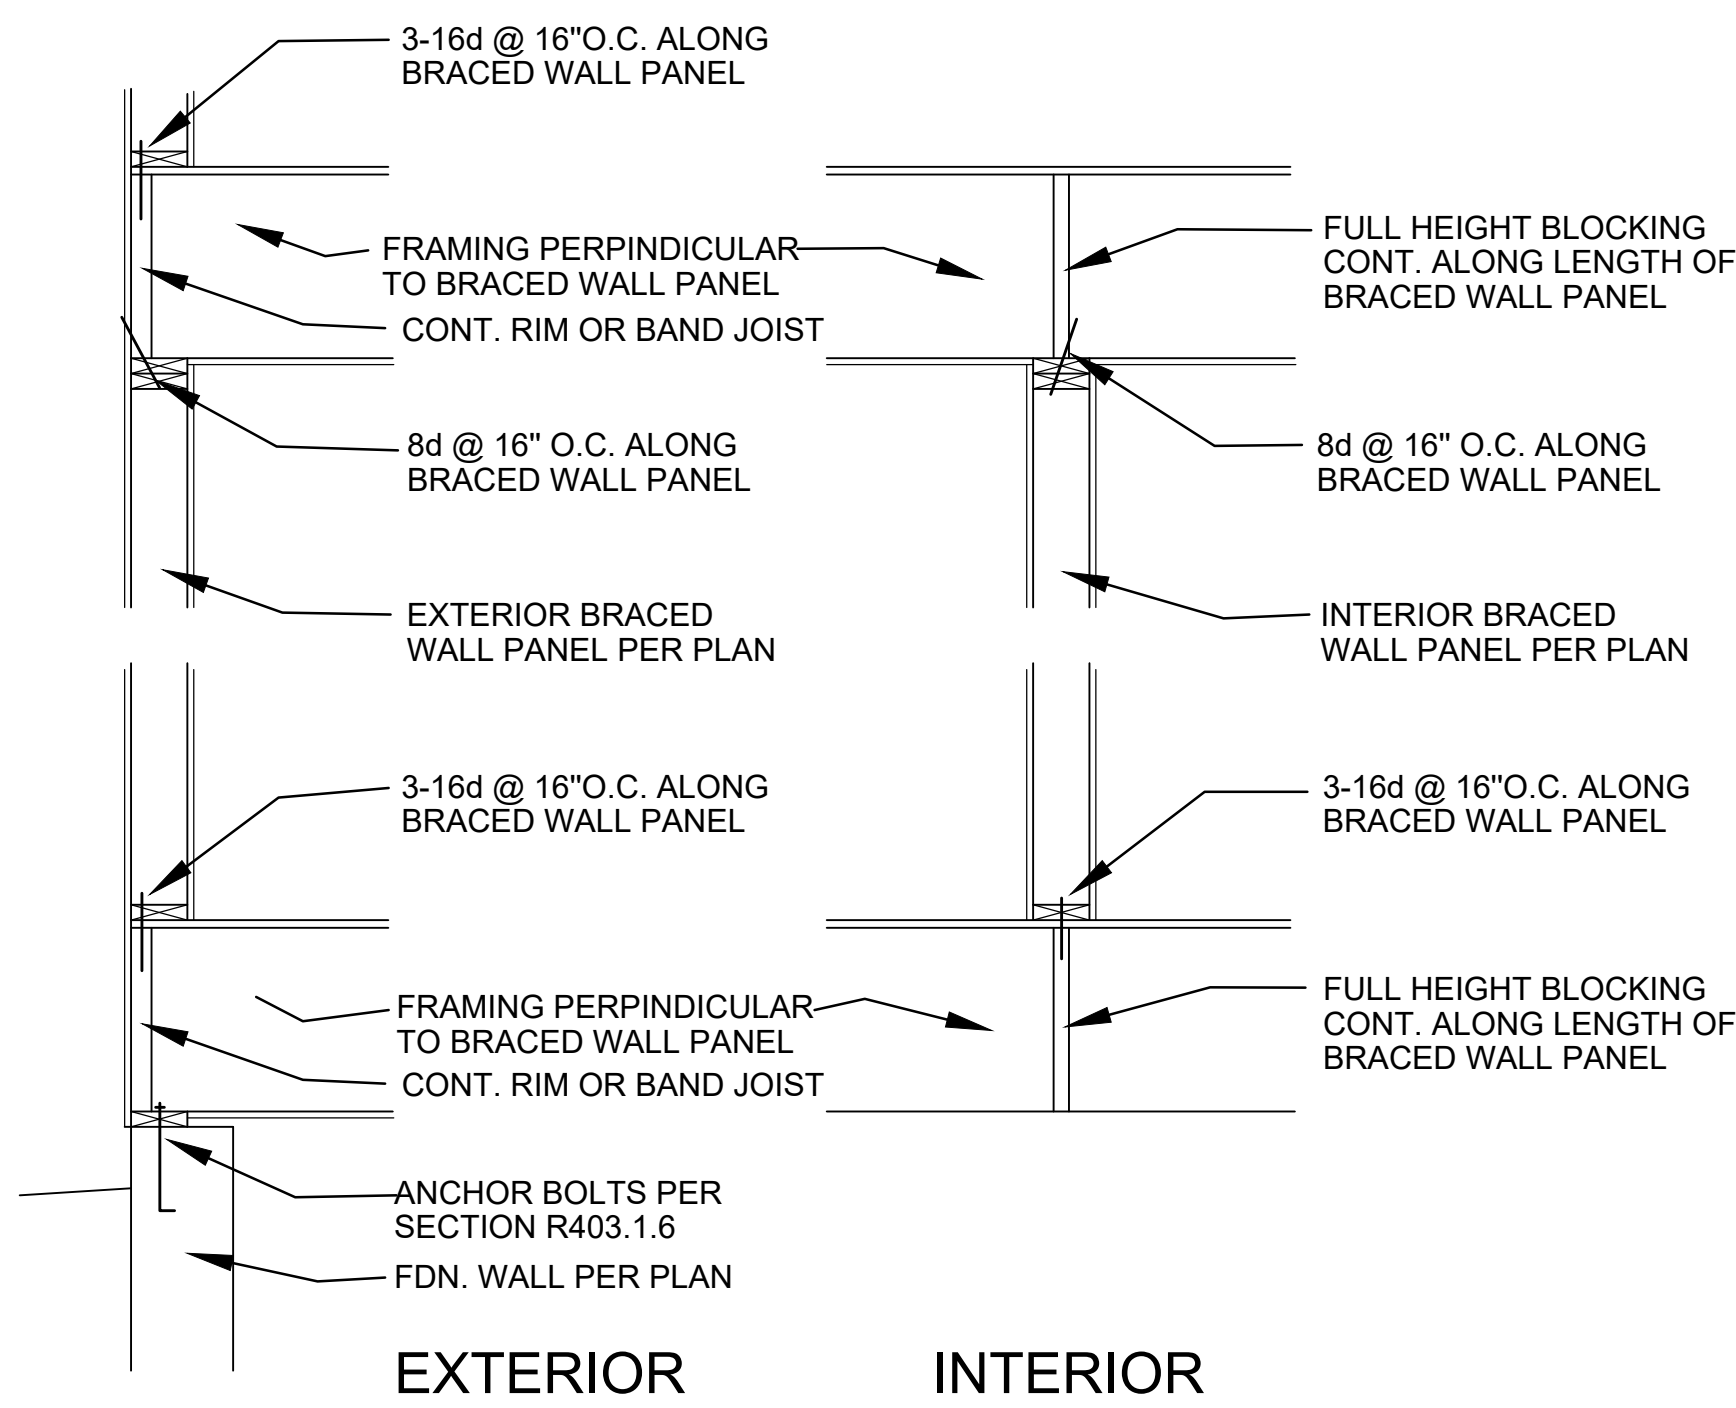 3-16d @ 16"O.C. ALONG
BRACED WALL PANEL
FRAMING PERPINDICULAR
TO BRACED WALL PANEL
CONT. RIM OR BAND JOIST
8d @ 16" O.C. ALONG
BRACED WALL PANEL
EXTERIOR BRACED
WALL PANEL PER PLAN
3-16d @ 16"O.C. ALONG
BRACED WALL PANEL
FRAMING PERPINDICULAR
TO BRACED WALL PANEL
CONT. RIM OR BAND JOIST
ANCHOR BOLTS PER
SECTION R403.1.6
FDN. WALL PER PLAN
EXTERIOR
FULL HEIGHT BLOCKING
CONT. ALONG LENGTH OF
BRACED WALL PANEL
8d @ 16" O.C. ALONG
BRACED WALL PANEL
INTERIOR BRACED
WALL PANEL PER PLAN
3-16d @ 16"O.C. ALONG
BRACED WALL PANEL
FULL HEIGHT BLOCKING
CONT. ALONG LENGTH OF
BRACED WALL PANEL
INTERIOR